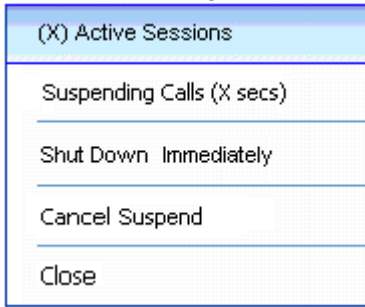 (X) Active Sessions
Suspending Calls (X secs)
Shut Down Immediately
Cancel Suspend
Close